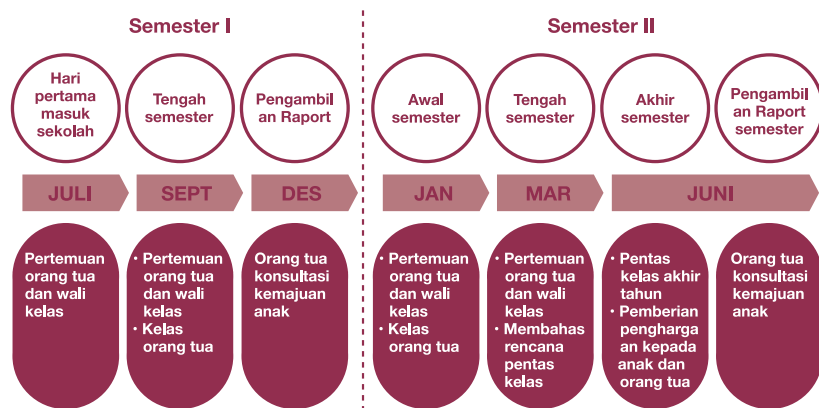 Semester I
Semester II
Hari
pertama
masuk
sekolah
Tengah
semester
Pengambil
an Raport
Awal
semester
Tengah
semester
Akhir
semester
Pengambil
an Raport
semester
JULI
SEPT
DES
JAN
MAR
JUNI
Pertemuan
orang tua
dan wali
kelas
• Pertemuan
orang tua
dan wali
kelas
• Kelas
orang tua
Orang tua
konsultasi
kemajuan
anak
• Pertemuan
orang tua
dan wali
kelas
• Kelas
orang tua
• Pertemuan
orang tua
dan wali
kelas
• Membahas
rencana
pentas
kelas
• Pentas
kelas akhir
tahun
• Pemberian
pengharga
an kepada
anak dan
orang tua
Orang tua
konsultasi
kemajuan
anak